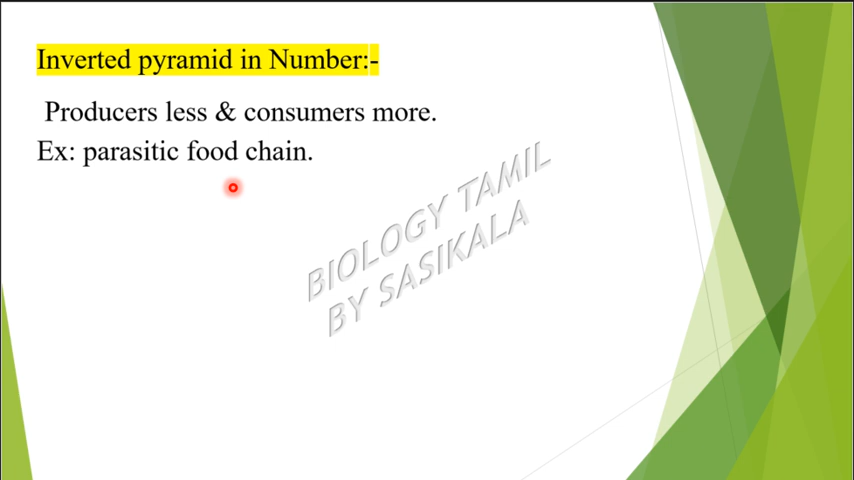 Inverted pyramid in Number:-
Producers less & consumers more.
Ex: parasitic food chain.
BIOLOGY TAMIL
BY SASIKALA